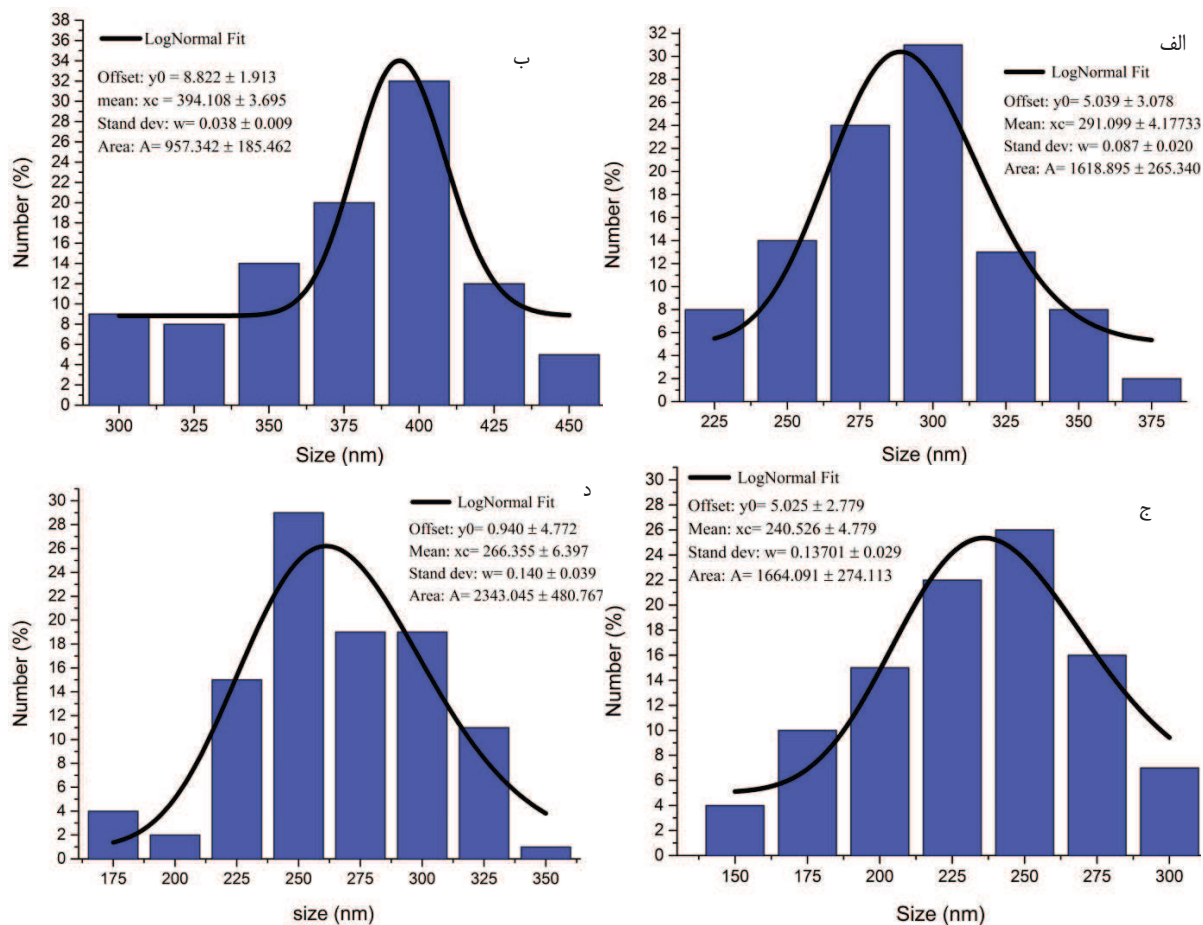 ب
LogNormal Fit
Offset: y0 = 8.822 ± 1.913
mean: xc = 394.108 ± 3.695
Stand dev: w= 0.038 ± 0.009
Area: A= 957.342 ± 185.462
38
36
34
32
30
28
26
24
22
20
18
16
14
12
10
8
6
4
2
0
Number (%)
300 325 350 375 400 425 450
Size (nm)
الف
LogNormal Fit
Offset: y0= 5.039 ± 3.078
Mean: xc= 291.099 ± 4.17733
Stand dev: w= 0.087 ± 0.020
Area: A= 1618.895 ± 265.340
32
30
28
26
24
22
20
18
16
14
12
10
8
6
4
2
0
Number (%)
225 250 275 300 325 350 375
Size (nm)
د
LogNormal Fit
Offset: y0= 0.940 ± 4.772
Mean: xc= 266.355 ± 6.397
Stand dev: w= 0.140 ± 0.039
Area: A= 2343.045 ± 480.767
30
28
26
24
22
20
18
16
14
12
10
8
6
4
2
0
Number (%)
175 200 225 250 275 300 325 350
size (nm)
ج
LogNormal Fit
Offset: y0= 5.025 ± 2.779
Mean: xc= 240.526 ± 4.779
Stand dev: w= 0.13701 ± 0.029
Area: A= 1664.091 ± 274.113
30
28
26
24
22
20
18
16
14
12
10
8
6
4
2
0
Number (%)
150 175 200 225 250 275 300
Size (nm)